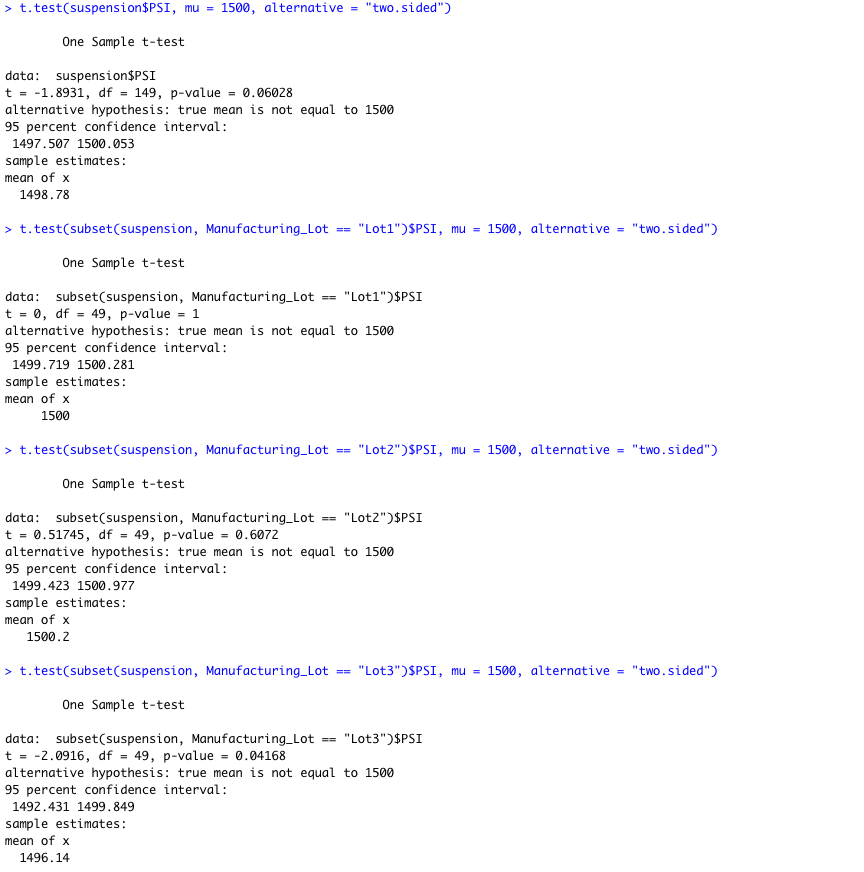 > t.test(suspension$PSI, mu = 1500, alternative = "two.sided")
One Sample t-test
data:  suspension$PSI
t = -1.8931, df = 149, p-value = 0.06028
alternative hypothesis: true mean is not equal to 1500
95 percent confidence interval:
1497.507 1500.053
sample estimates:
mean of x
1498.78
> t.test(subset(suspension, Manufacturing_Lot == "Lot1")$PSI, mu = 1500, alternative = "two.sided")
One Sample t-test
data:  subset(suspension, Manufacturing_Lot == "Lot1")$PSI
t = 0, df = 49, p-value = 1
alternative hypothesis: true mean is not equal to 1500
95 percent confidence interval:
1499.719 1500.281
sample estimates:
mean of x
1500
> t.test(subset(suspension, Manufacturing_Lot == "Lot2")$PSI, mu = 1500, alternative = "two.sided")
One Sample t-test
data:  subset(suspension, Manufacturing_Lot == "Lot2")$PSI
t = 0.51745, df = 49, p-value = 0.6072
alternative hypothesis: true mean is not equal to 1500
95 percent confidence interval:
1499.423 1500.977
sample estimates:
mean of x
1500.2
> t.test(subset(suspension, Manufacturing_Lot == "Lot3")$PSI, mu = 1500, alternative = "two.sided")
One Sample t-test
data:  subset(suspension, Manufacturing_Lot == "Lot3")$PSI
t = -2.0916, df = 49, p-value = 0.04168
alternative hypothesis: true mean is not equal to 1500
95 percent confidence interval:
1492.431 1499.849
sample estimates:
mean of x
1496.14